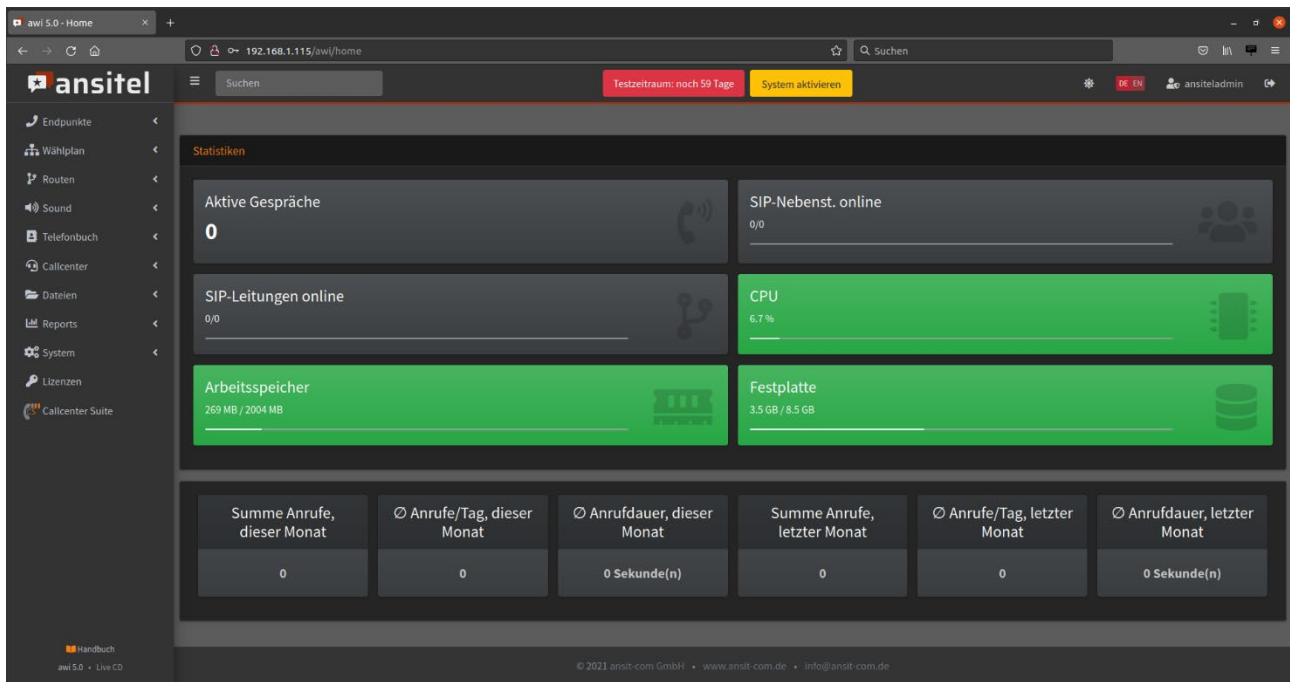 awi 5.0 - Home
192.168.1.115/awi/home
Suchen
ansitel
Suchen
Testzeitraum: noch 59 Tage
System aktivieren
DE EN
ansiteladmin
Endpunkte
Wählplan
Routen
Sound
Telefonbuch
Callcenter
Dateien
Reports
System
Lizenzen
Callcenter Suite
Handbuch
awi 5.0 • Live CD
Statistiken
Aktive Gespräche
0
SIP-Nebenst. online
0/0
SIP-Leitungen online
0/0
CPU
6.7 %
Arbeitsspeicher
269 MB / 2004 MB
Festplatte
3.5 GB / 8.5 GB
Summe Anrufe,
dieser Monat
0
∅ Anrufe/Tag, dieser
Monat
0
∅ Anrufdauer, dieser
Monat
0 Sekunde(n)
Summe Anrufe,
letzter Monat
0
∅ Anrufe/Tag, letzter
Monat
0
∅ Anrufdauer, letzter
Monat
0 Sekunde(n)
© 2021 ansit-com GmbH • www.ansit-com.de • info@ansit-com.de